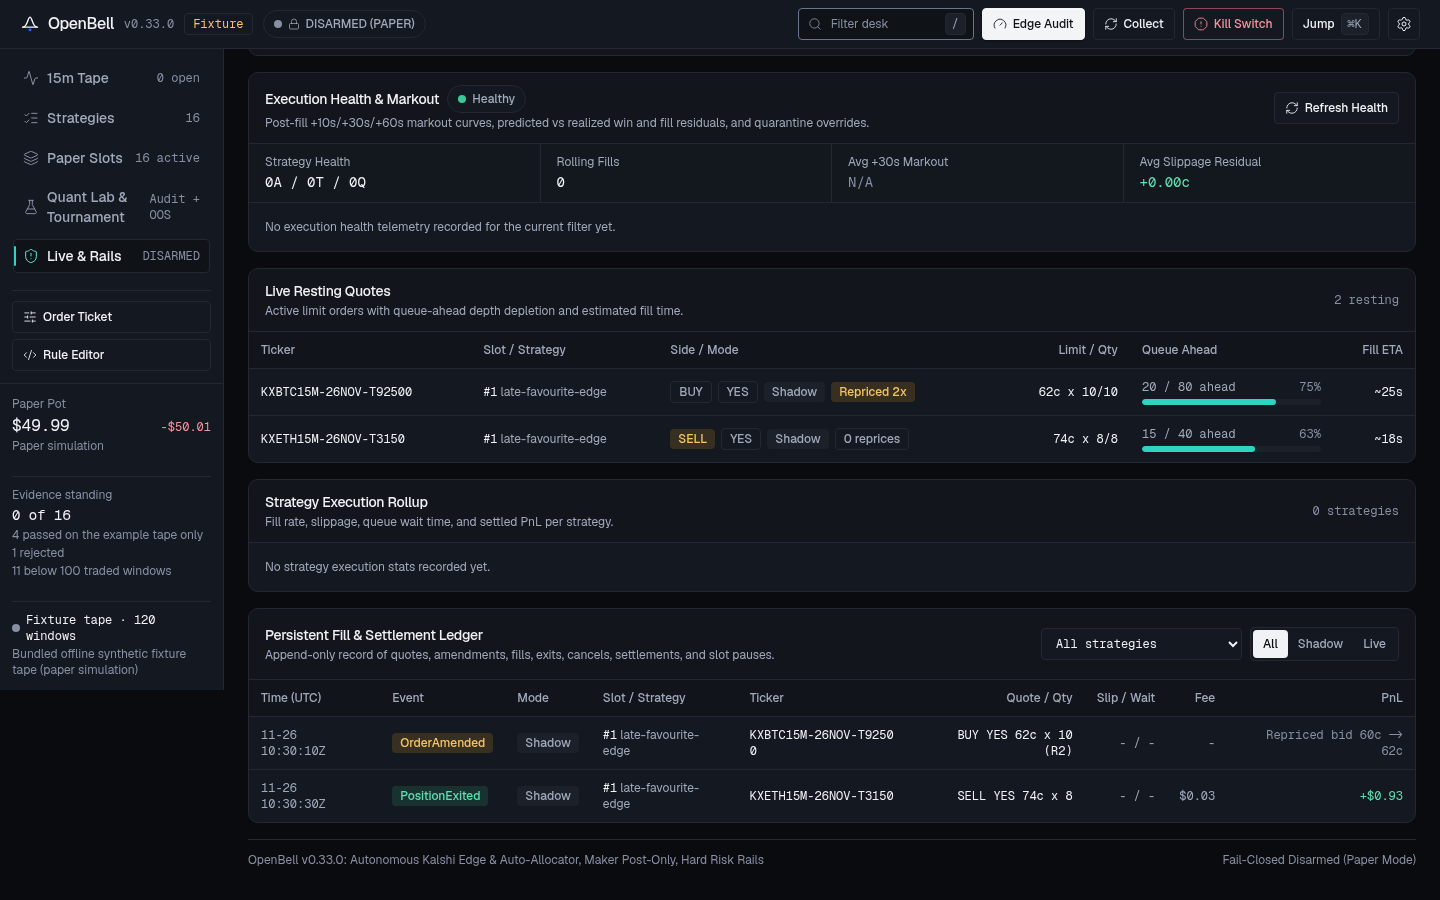 OpenBell v0.33.0 Fixture DISARMED (PAPER) Filter desk / Edge Audit Collect Kill Switch Jump ⌘K
15m Tape 0 open
Strategies 16
Paper Slots 16 active
Quant Lab & Tournament Audit + OOS
Live & Rails DISARMED
Order Ticket
Rule Editor
Paper Pot
$49.99 -$50.01
Paper simulation
Evidence standing
0 of 16
4 passed on the example tape only
1 rejected
11 below 100 traded windows
Fixture tape · 120
windows
Bundled offline synthetic fixture
tape (paper simulation)
Execution Health & Markout Healthy
Post-fill +10s/+30s/+60s markout curves, predicted vs realized win and fill residuals, and quarantine overrides.
Refresh Health
Strategy Health Rolling Fills Avg +30s Markout Avg Slippage Residual
0A / 0T / 0Q 0 N/A +0.00c
No execution health telemetry recorded for the current filter yet.
Live Resting Quotes
Active limit orders with queue-ahead depth depletion and estimated fill time.
2 resting
Ticker Slot / Strategy Side / Mode Limit / Qty Queue Ahead Fill ETA
KXBTC15M-26NOV-T92500 #1 late-favourite-edge BUY YES Shadow Repriced 2x 62c x 10/10 20 / 80 ahead 75% ~25s
KXETH15M-26NOV-T3150 #1 late-favourite-edge SELL YES Shadow 0 reprices 74c x 8/8 15 / 40 ahead 63% ~18s
Strategy Execution Rollup
Fill rate, slippage, queue wait time, and settled PnL per strategy.
0 strategies
No strategy execution stats recorded yet.
Persistent Fill & Settlement Ledger
Append-only record of quotes, amendments, fills, exits, cancels, settlements, and slot pauses.
All strategies All Shadow Live
Time (UTC) Event Mode Slot / Strategy Ticker Quote / Qty Slip / Wait Fee PnL
11-26 #1 late-favourite- KXBTC15M-26NOV-T9250 BUY YES 62c x 10 Repriced bid 60c →
10:30:10Z OrderAmended Shadow edge 0 (R2) - / - - 62c
11-26 #1 late-favourite-
10:30:30Z PositionExited Shadow edge KXETH15M-26NOV-T3150 SELL YES 74c x 8 - / - $0.03 +$0.93
OpenBell v0.33.0: Autonomous Kalshi Edge & Auto-Allocator, Maker Post-Only, Hard Risk Rails
Fail-Closed Disarmed (Paper Mode)